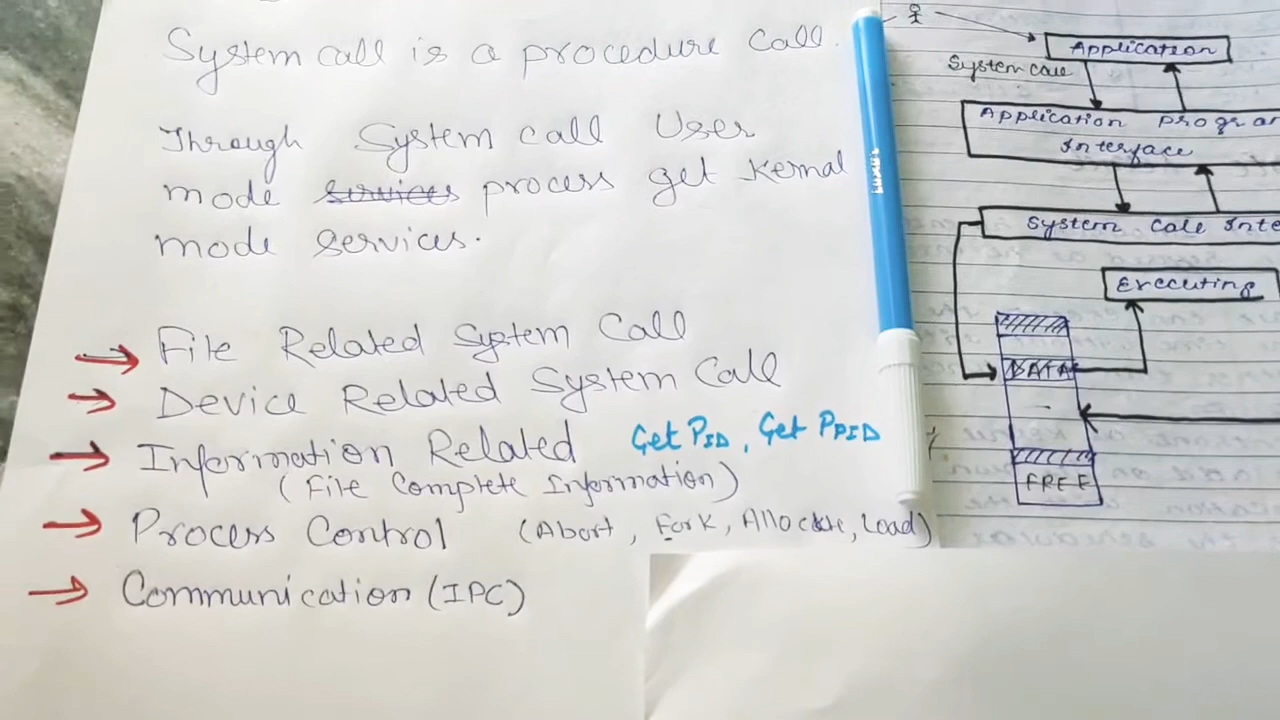 System call is a procedure call.
Through System call User
mode services process get Kernal
mode services.
File Related System Call
Device Related System Call
Information Related Get PID, Get PPID
(File Complete Information)
Process Control (Abort, Fork, Allockte, Load)
Communication (IPC)
Application
System call
Application Progra
Interface
System Call Inte
Executing
DATA
FREE